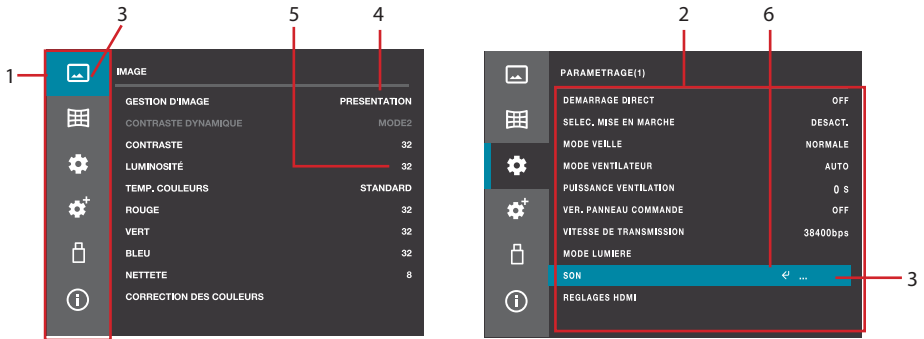 3
5
4
1
IMAGE
GESTION D'IMAGE PRESENTATION
CONTRASTE DYNAMIQUE MODE2
CONTRASTE 32
LUMINOSITÉ 32
TEMP. COULEURS STANDARD
ROUGE 32
VERT 32
BLEU 32
NETTETE 8
CORRECTION DES COULEURS
2
6
PARAMETRAGE(1)
DEMARRAGE DIRECT OFF
SELEC. MISE EN MARCHE DESACT.
MODE VEILLE NORMALE
MODE VENTILATEUR AUTO
PUISSANCE VENTILATION 0 S
VER. PANNEAU COMMANDE OFF
VITESSE DE TRANSMISSION 38400bps
MODE LUMIERE
SON ...
3
REGLAGES HDMI